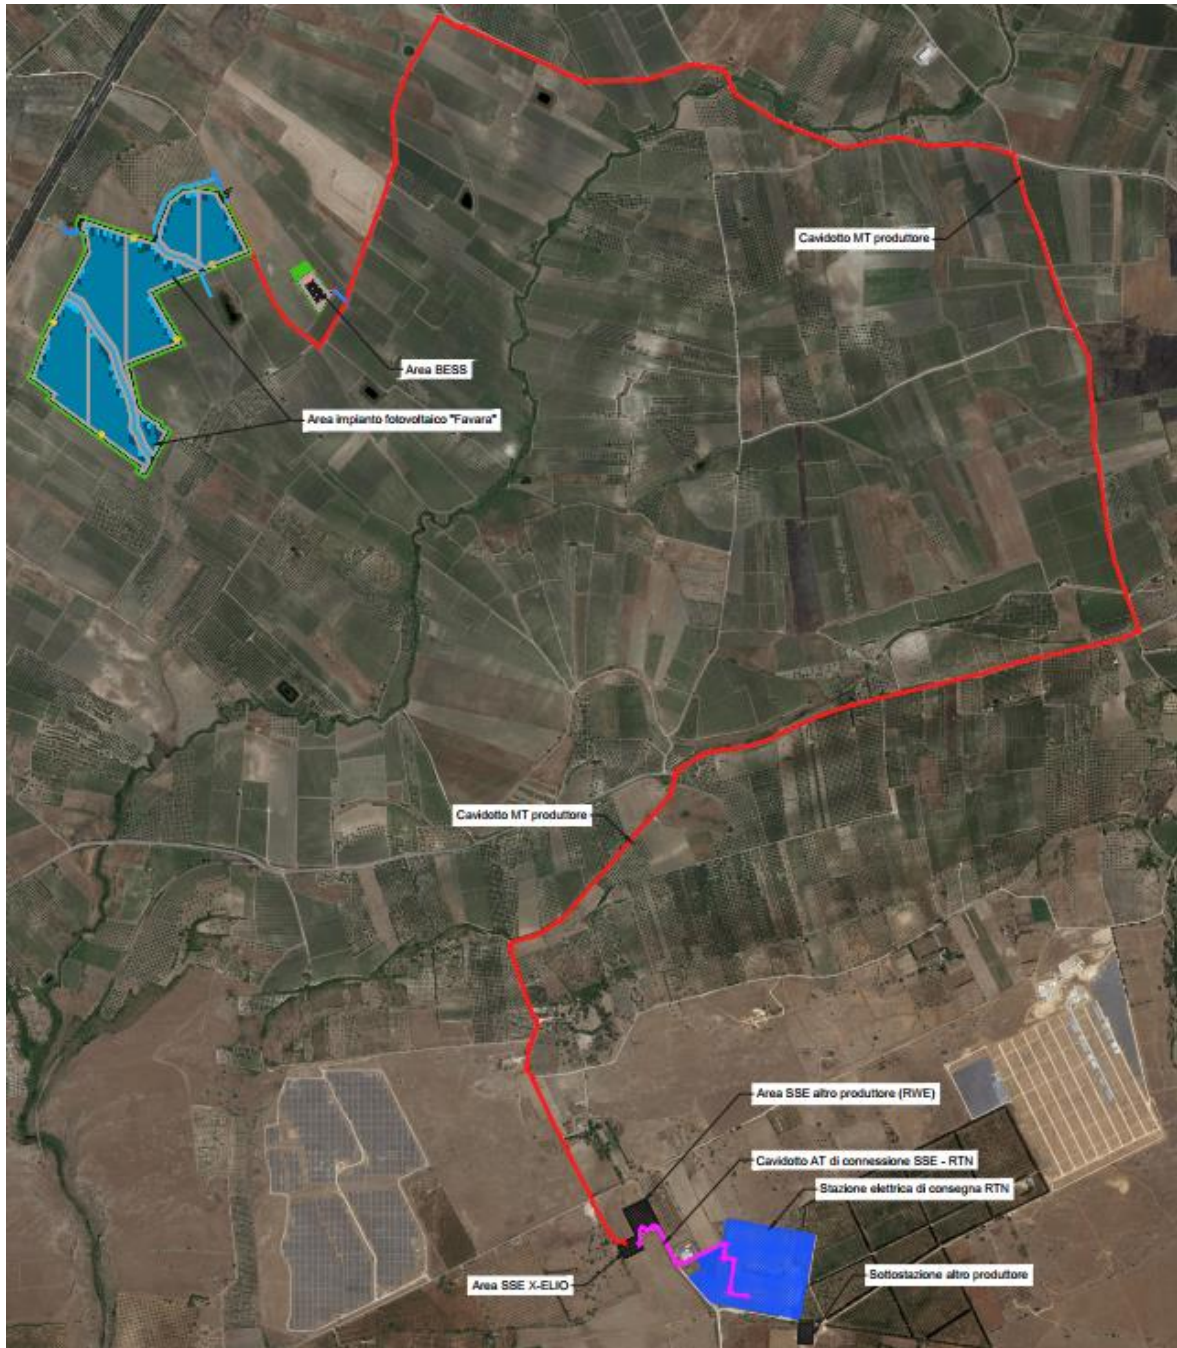 Cavidotto MT produttore
Area BESS
Area impianto fotovoltaico "Favara"
Cavidotto MT produttore
Area SSE altro produttore (RWE)
Cavidotto AT di connessione SSE - RTN
Stazione elettrica di consegna RTN
Sottostazione altro produttore
Area SSE X-ELIO